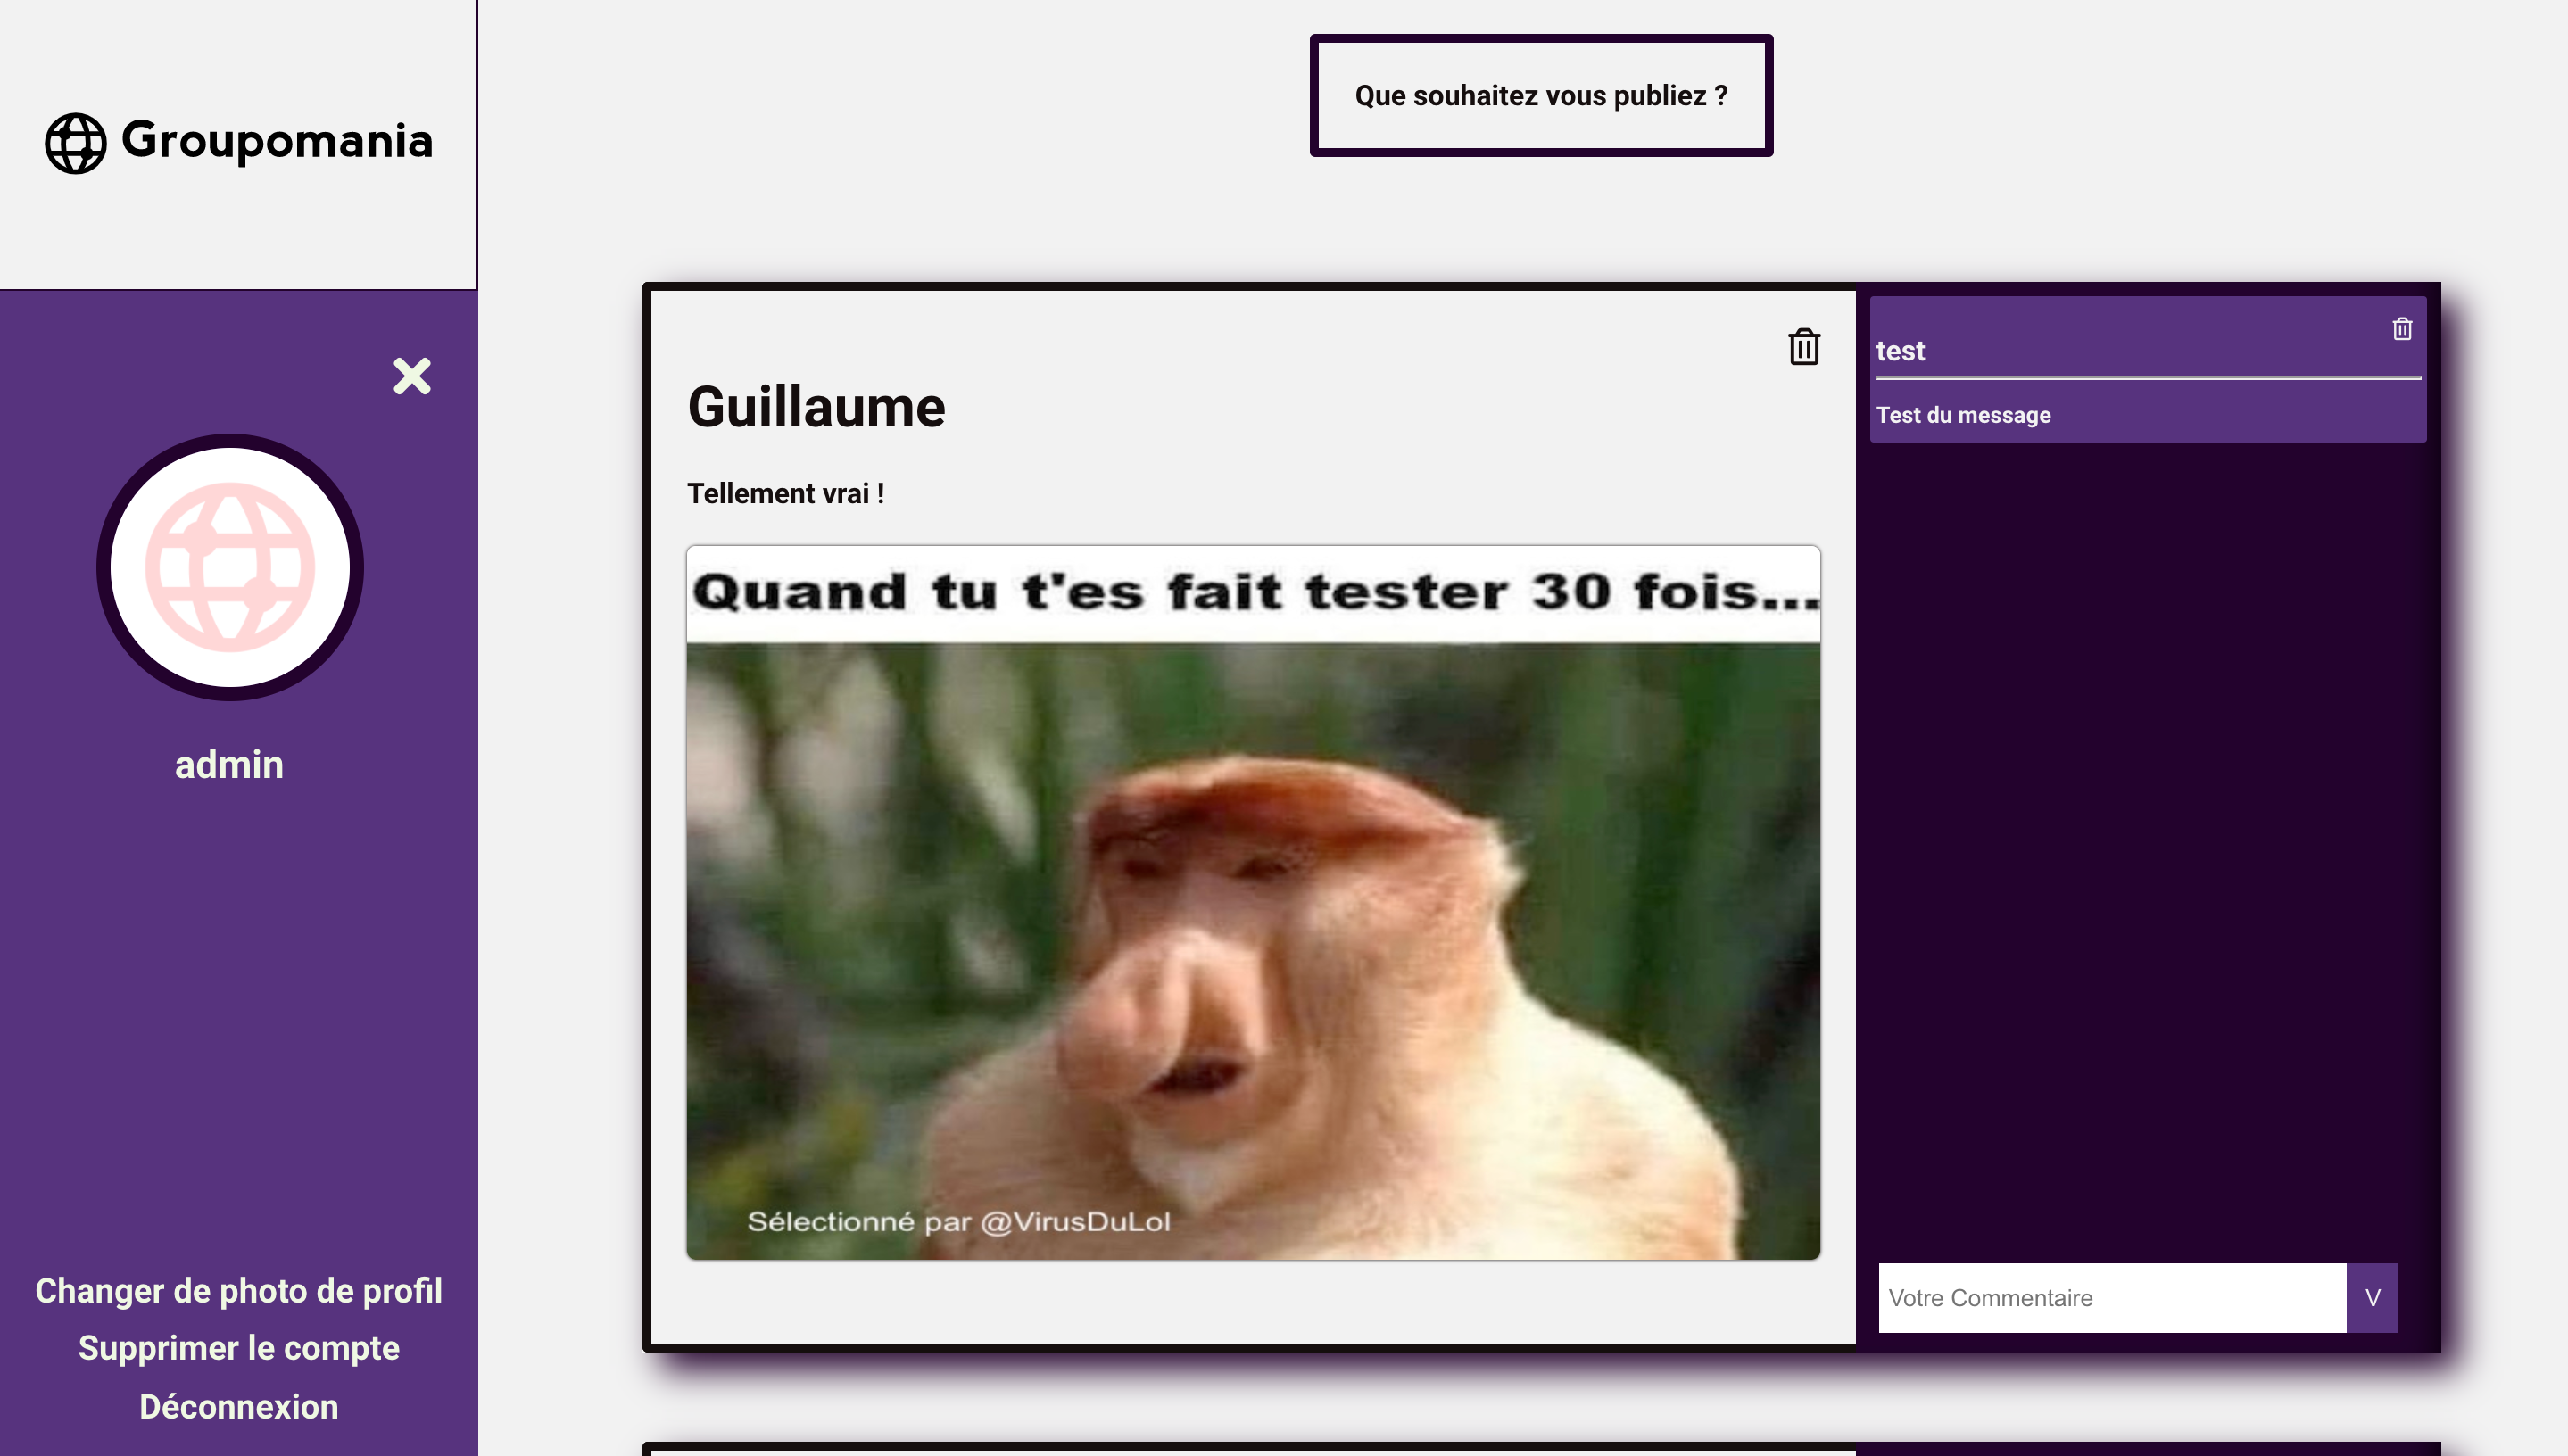 Groupomania
admin
Changer de photo de profil
Supprimer le compte
Déconnexion
Que souhaitez vous publiez ?
Guillaume
Tellement vrai !
Quand tu t'es fait tester 30 fois...
Sélectionné par @VirusDuLol
test
Test du message
Votre Commentaire
V